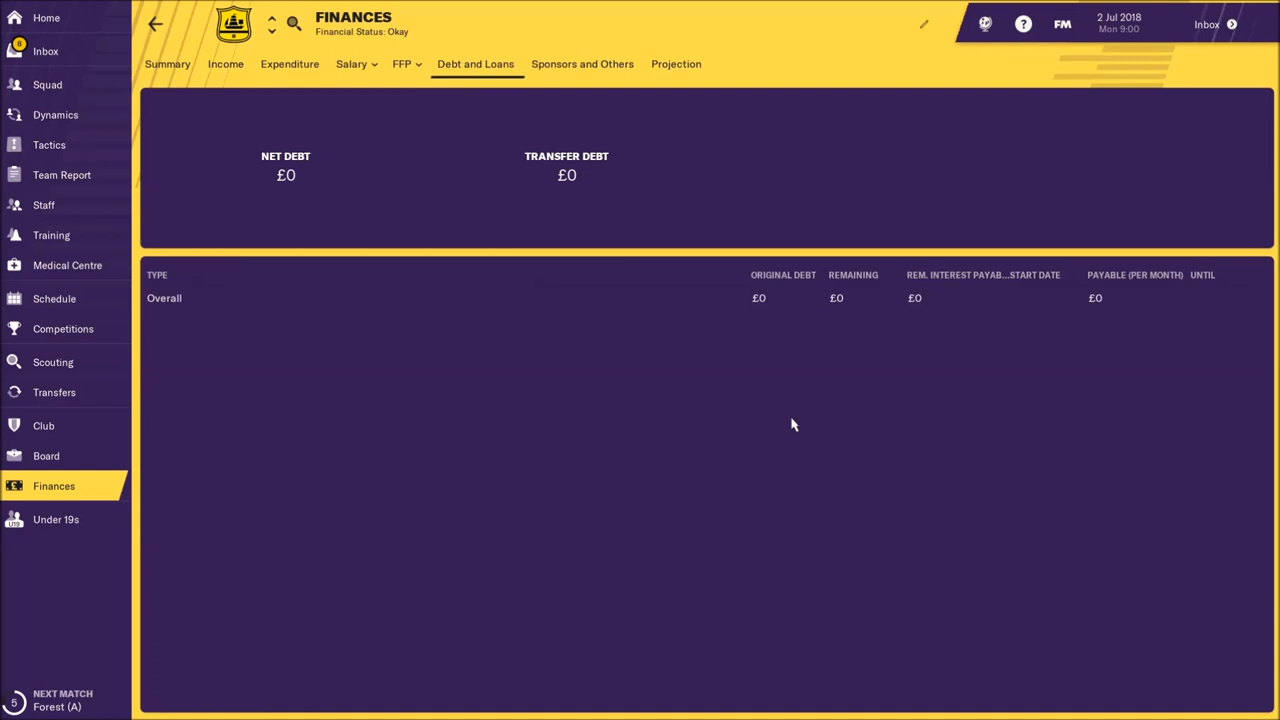 Home
8
Inbox
Squad
Dynamics
Tactics
Team Report
Staff
Training
Medical Centre
Schedule
Competitions
Scouting
Transfers
Club
Board
Finances
U19
Under 19s
5
NEXT MATCH
Forest (A)
FINANCES
Financial Status: Okay
? FM
2 Jul 2018
Mon 9:00
Inbox
Summary Income Expenditure Salary FFP Debt and Loans Sponsors and Others Projection
NET DEBT TRANSFER DEBT
£0 £0
TYPE ORIGINAL DEBT REMAINING REM. INTEREST PAYAB...START DATE PAYABLE (PER MONTH) UNTIL
Overall £0 £0 £0 £0